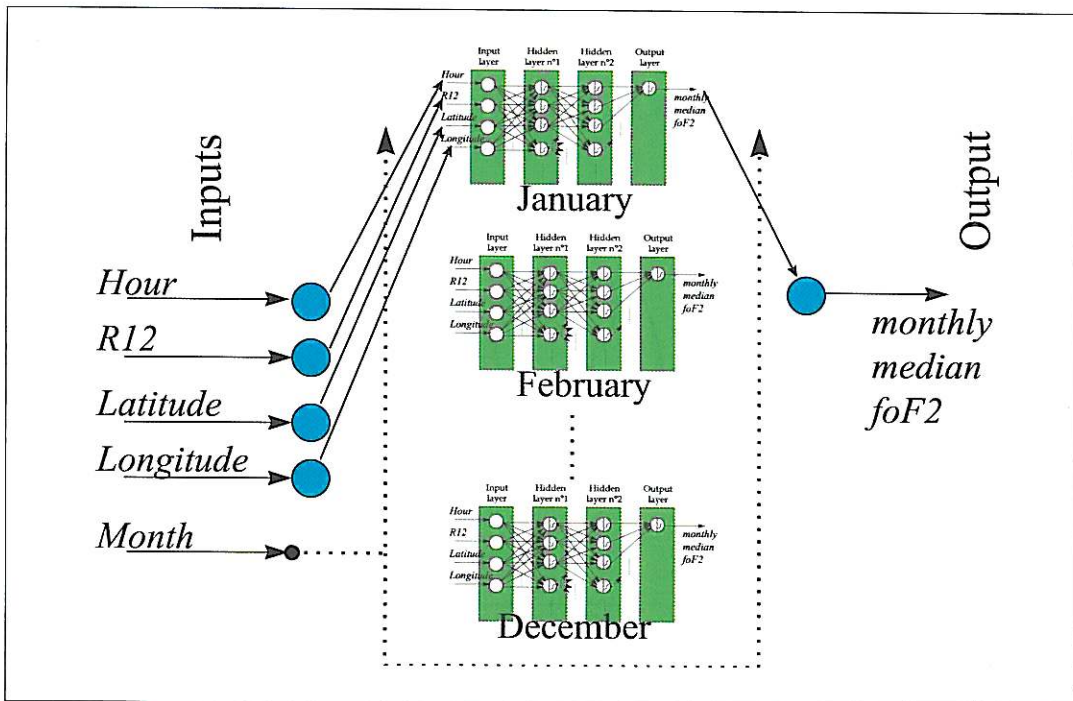 Inputs
Hour
R12
Latitude
Longitude
Month
Input layer
Hidden layer n°1
Hidden layer n°2
Output layer
Hour
R12
Latitude
Longitude
monthly
median
foF2
January
Input layer
Hidden layer n°1
Hidden layer n°2
Output layer
Hour
R12
Latitude
Longitude
monthly
median
foF2
February
Input layer
Hidden layer n°1
Hidden layer n°2
Output layer
Hour
R12
Latitude
Longitude
monthly
median
foF2
December
Output
monthly
median
foF2